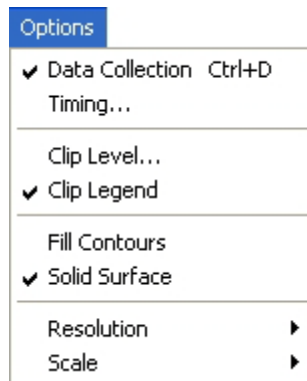 Options
Data Collection Ctrl+D
Timing...
Clip Level...
Clip Legend
Fill Contours
Solid Surface
Resolution
Scale